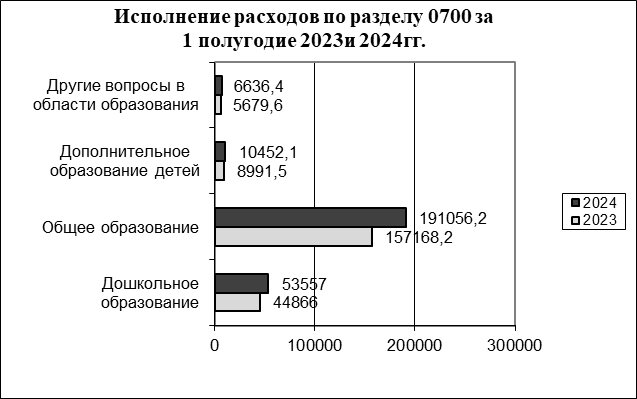 Исполнение расходов по разделу 0700 за
1 полугодие 2023и 2024гг.
Другие вопросы в
области образования
6636,4
5679,6
Дополнительное
образование детей
10452,1
8991,5
Общее образование
191056,2
157168,2
Дошкольное
образование
53557
44866
0 100000 200000 300000
2024
2023